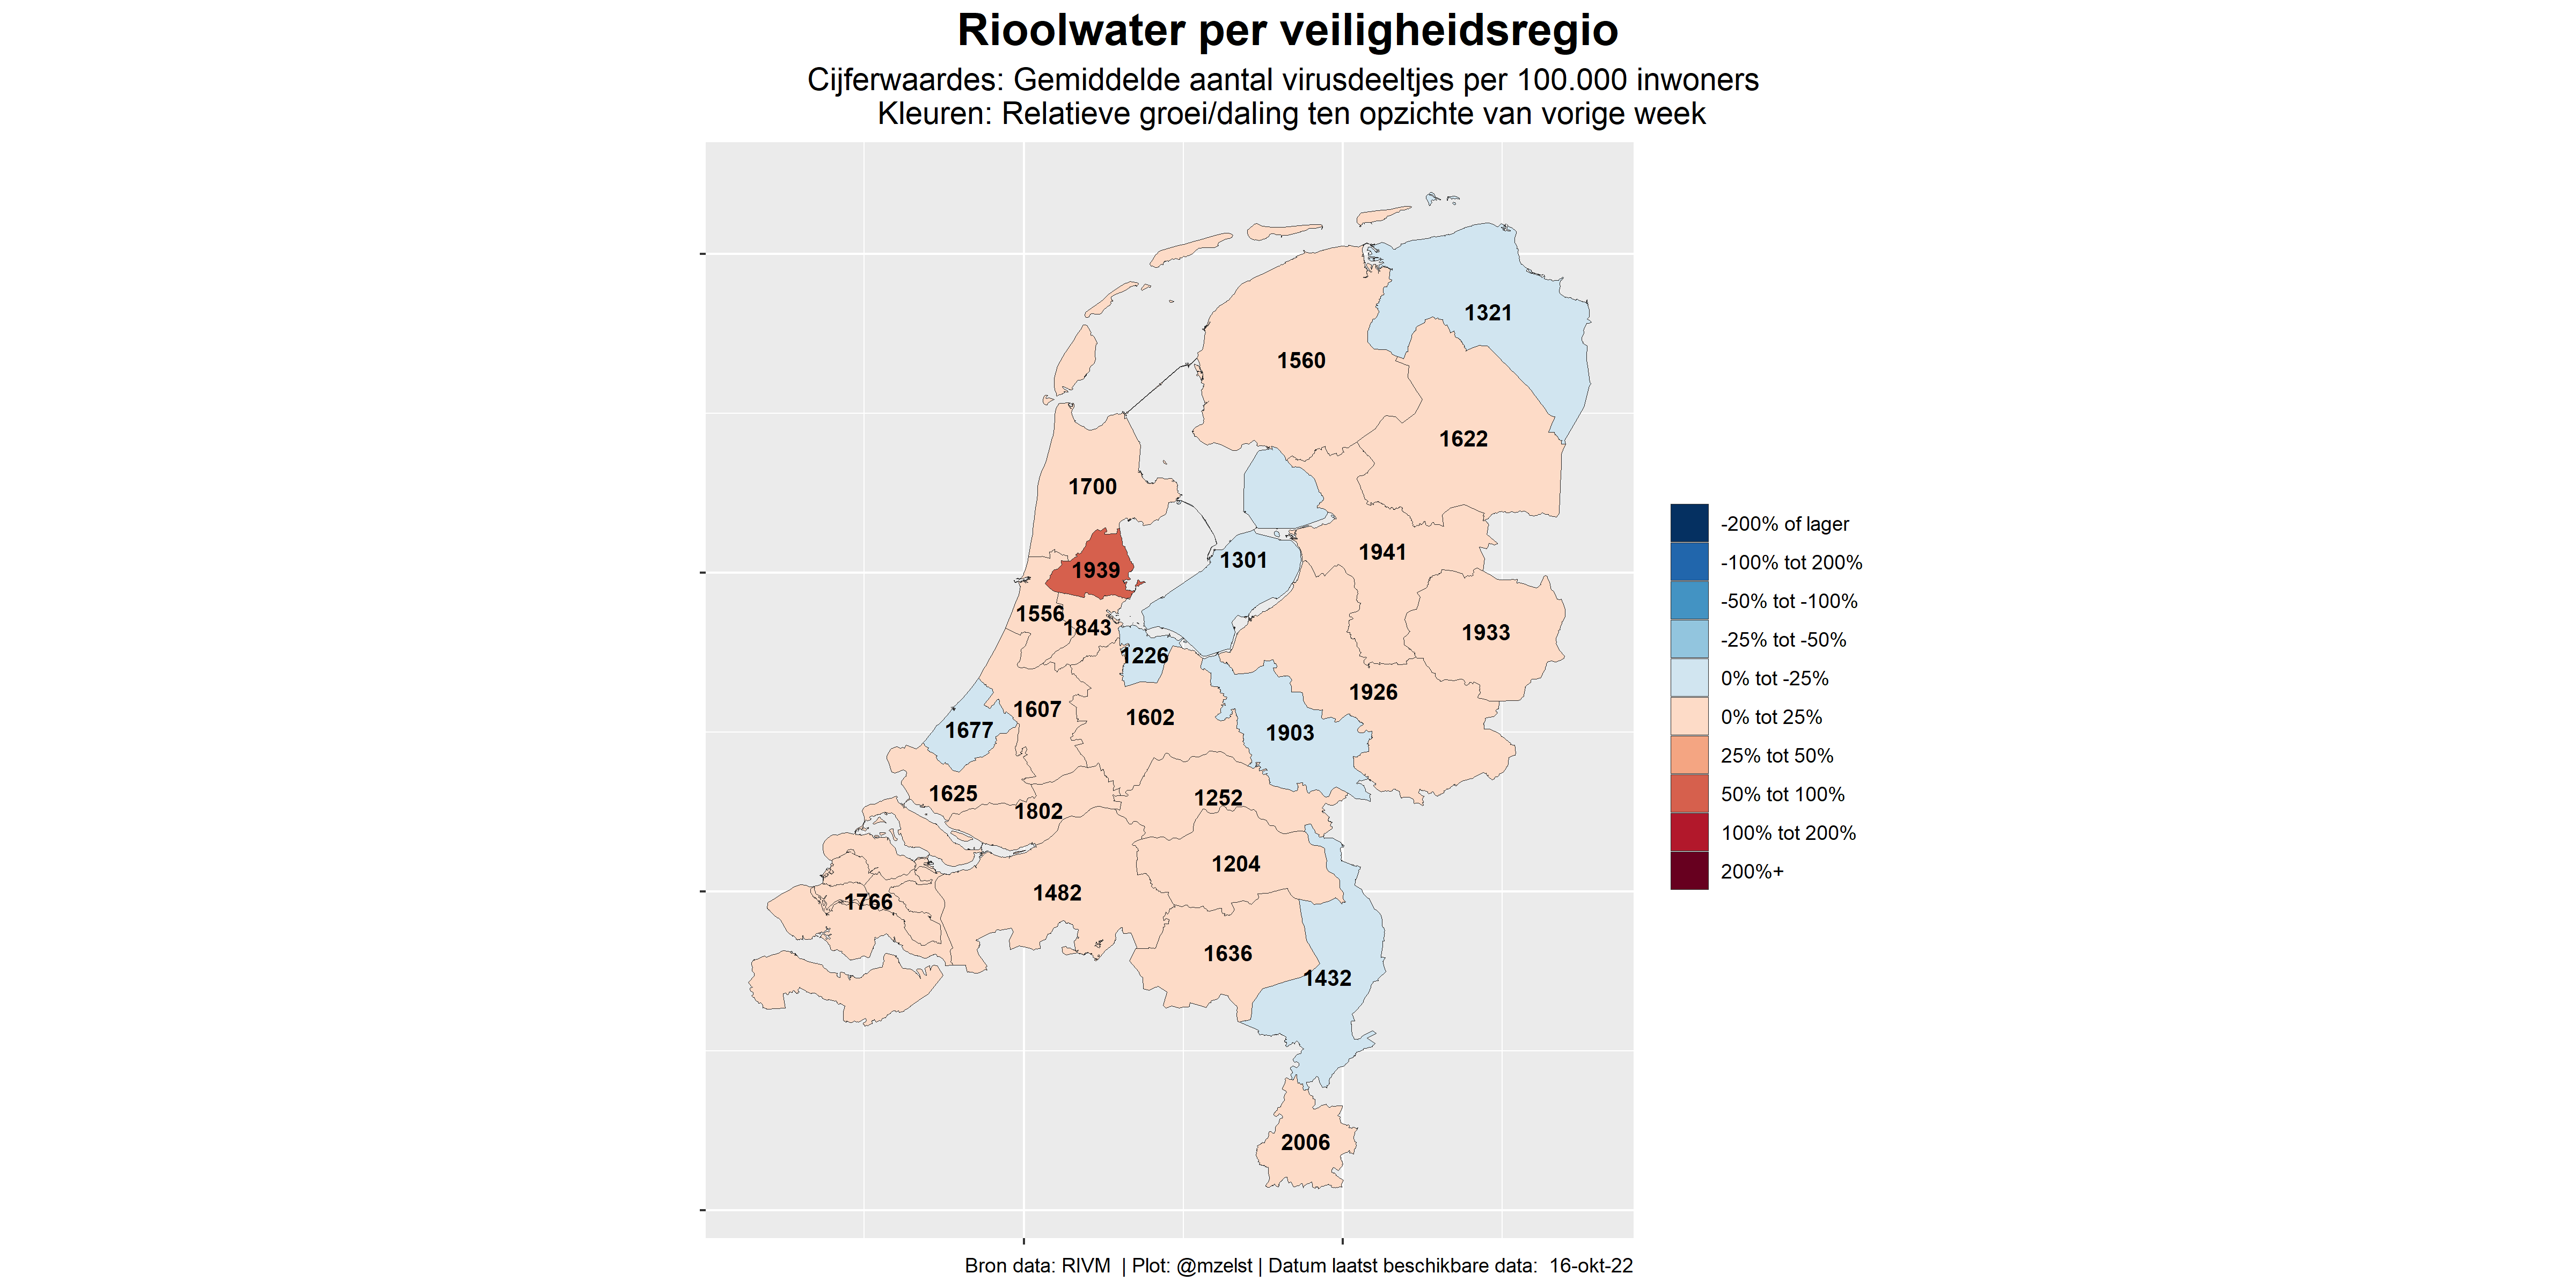 Rioolwater per veiligheidsregio
Cijferwaardes: Gemiddelde aantal virusdeeltjes per 100.000 inwoners
Kleuren: Relatieve groei/daling ten opzichte van vorige week
1321
1560
1622
1700
1941
1301
1939
1556
1843
1933
1226
1926
1607
1602
1677
1903
1625
1252
1802
1204
1482
1766
1636
1432
2006
-200% of lager
-100% tot 200%
-50% tot -100%
-25% tot -50%
0% tot -25%
0% tot 25%
25% tot 50%
50% tot 100%
100% tot 200%
200%+
Bron data: RIVM | Plot: @mzelst | Datum laatst beschikbare data: 16-okt-22